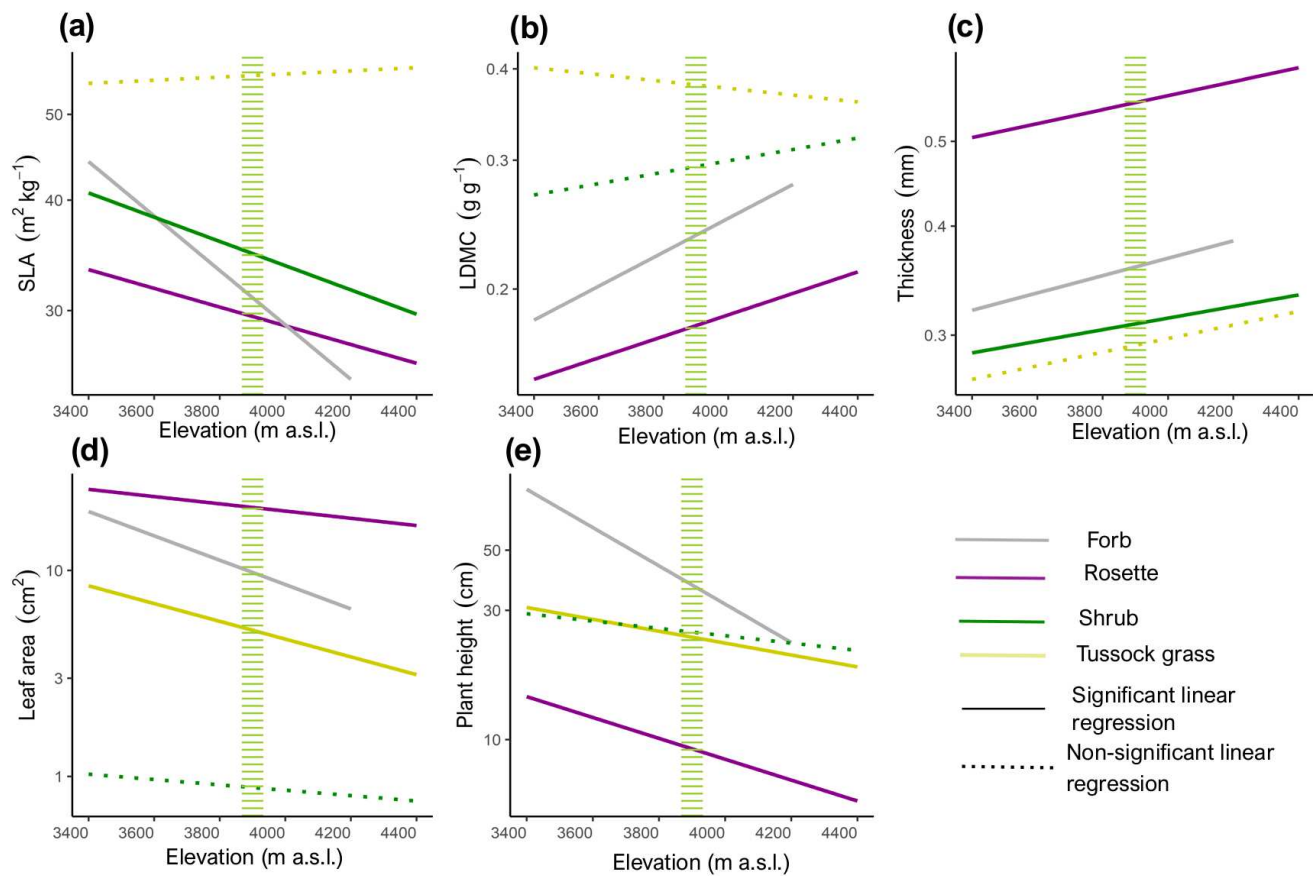 (a)
SLA (m² kg⁻¹)
50
40
30
3400 3600 3800 4000 4200 4400
Elevation (m a.s.l.)
(b)
LDMC (g g⁻¹)
0.4
0.3
0.2
3400 3600 3800 4000 4200 4400
Elevation (m a.s.l.)
(c)
Thickness (mm)
0.5
0.4
0.3
3400 3600 3800 4000 4200 4400
Elevation (m a.s.l.)
(d)
Leaf area (cm²)
10
3
1
3400 3600 3800 4000 4200 4400
Elevation (m a.s.l.)
(e)
Plant height (cm)
50
30
10
3400 3600 3800 4000 4200 4400
Elevation (m a.s.l.)
Forb
Rosette
Shrub
Tussock grass
Significant linear
regression
Non-significant linear
regression